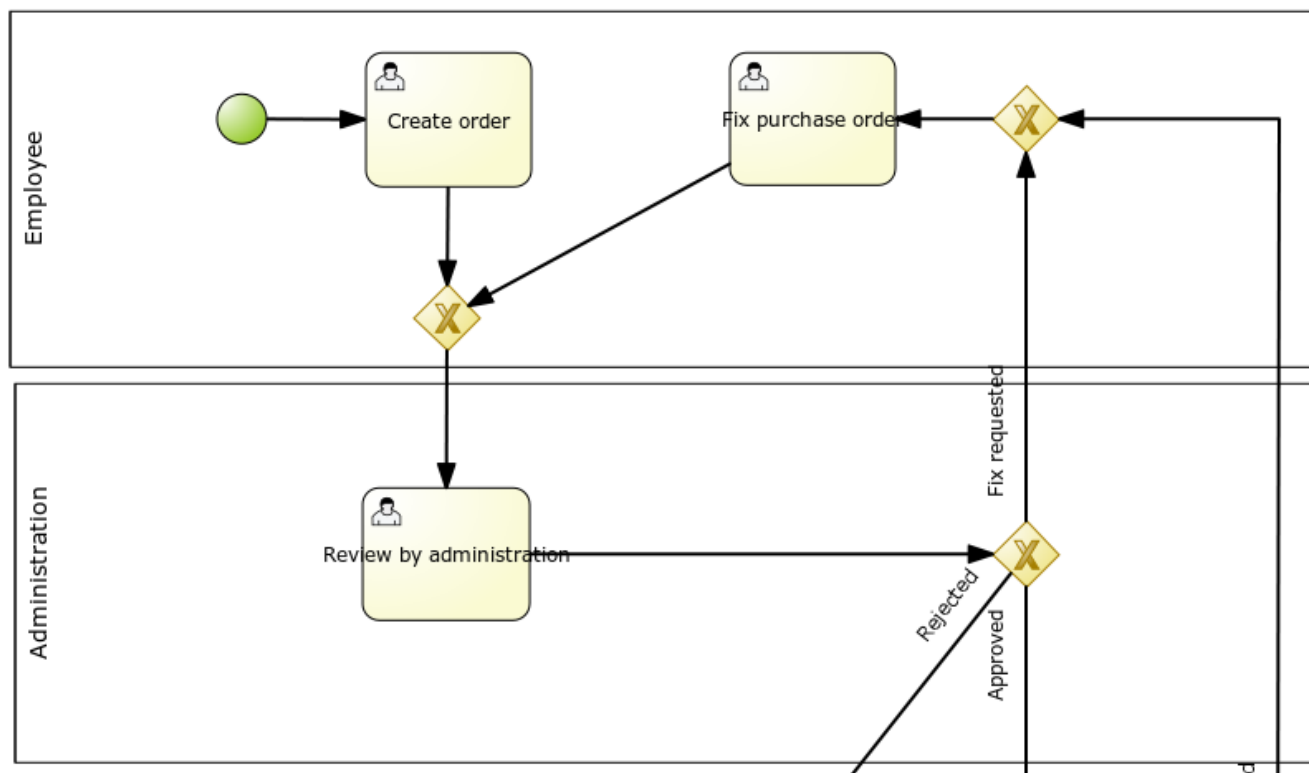 Employee
Create order
Fix purchase order
Fix requested
Administration
Review by administration
Rejected
Approved